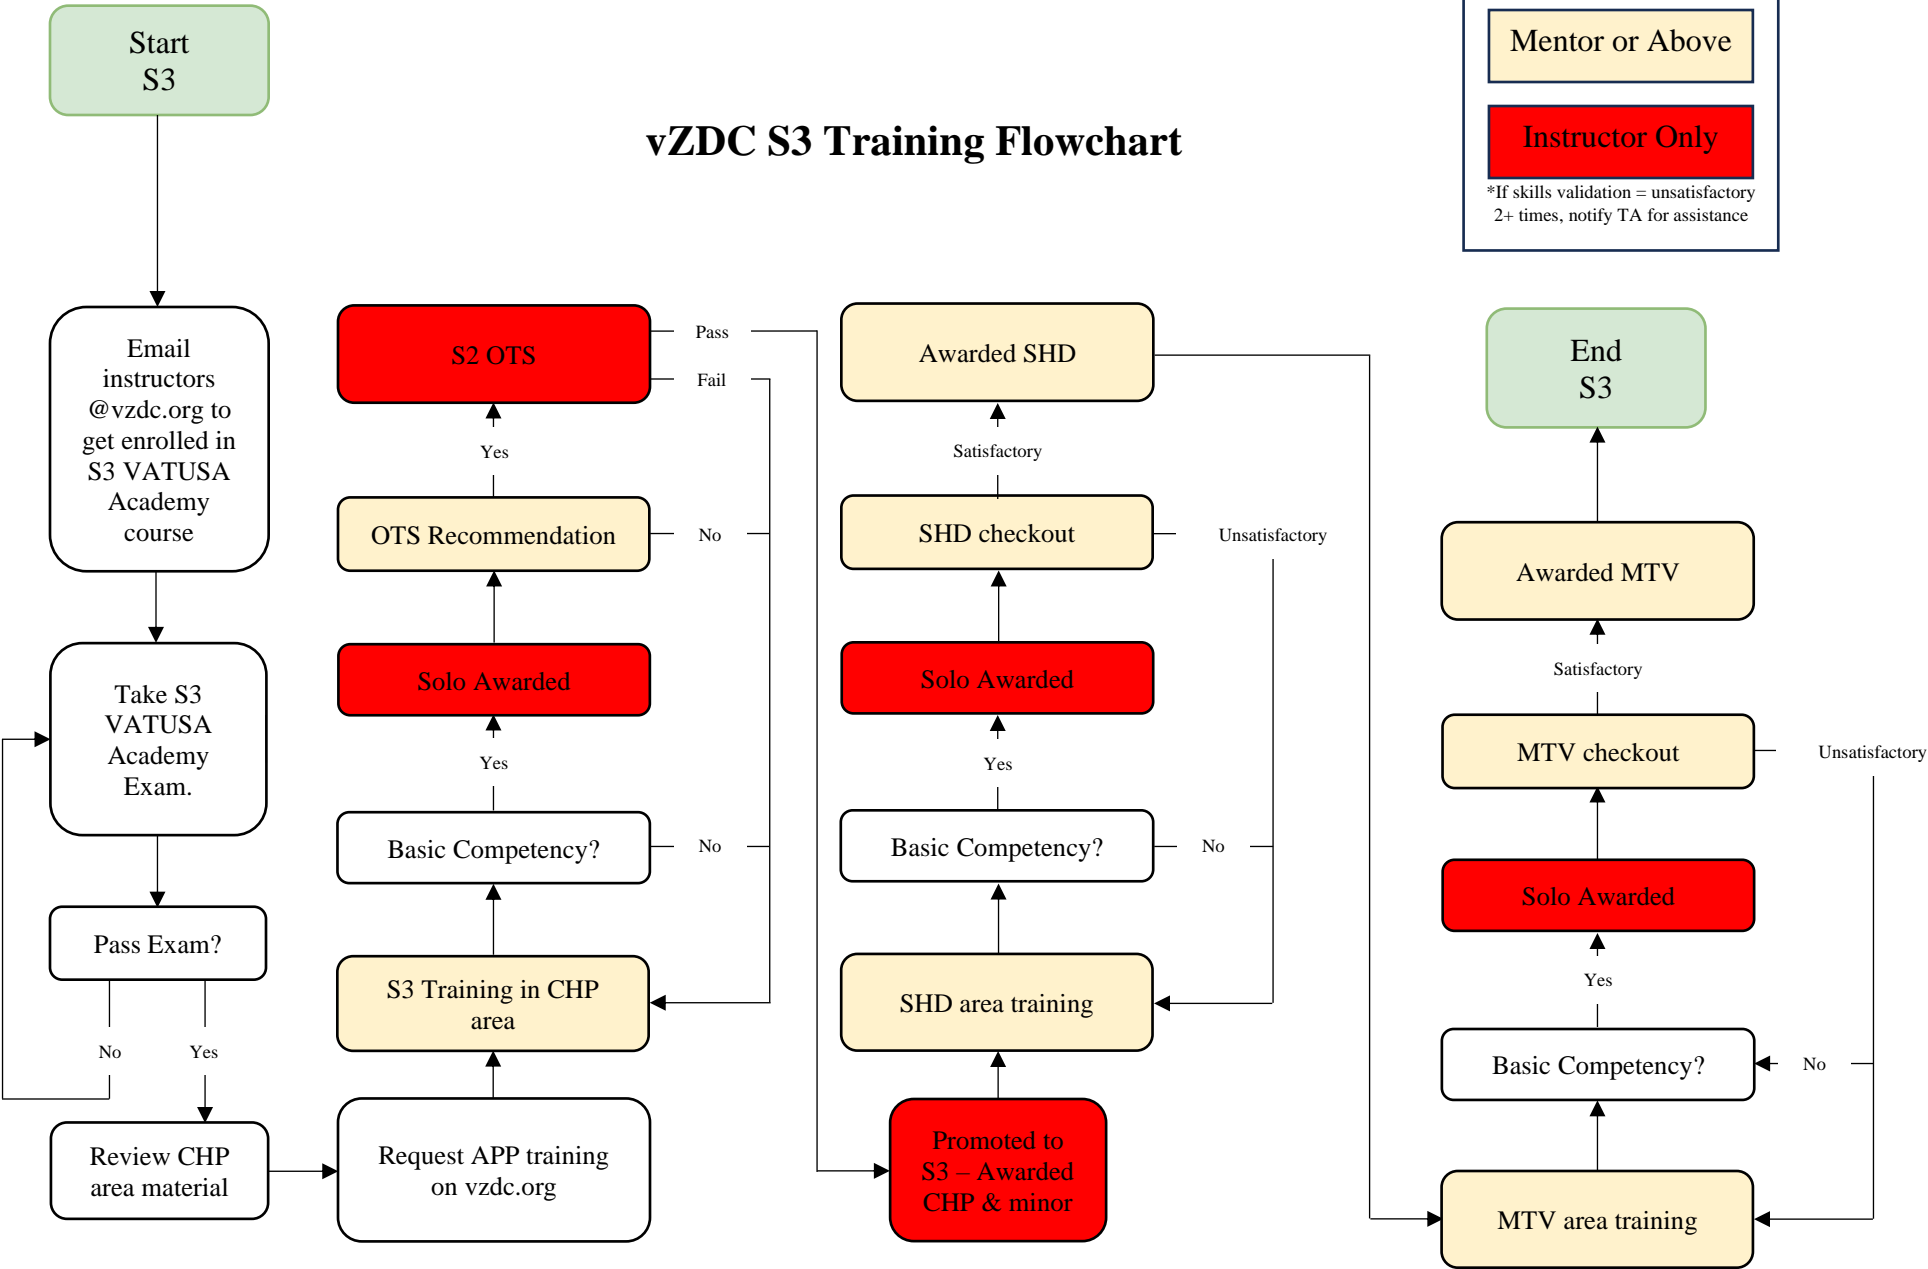 Start
S3
vZDC S3 Training Flowchart
Mentor or Above
Instructor Only
*If skills validation = unsatisfactory
2+ times, notify TA for assistance
Email
instructors
@vzdc.org to
get enrolled in
S3 VATUSA
Academy
course
Take S3
VATUSA
Academy
Exam.
Pass Exam?
No
Yes
Review CHP
area material
S2 OTS
Pass
Fail
Yes
OTS Recommendation
No
Solo Awarded
Yes
Basic Competency?
No
S3 Training in CHP
area
Request APP training
on vzdc.org
Awarded SHD
Satisfactory
SHD checkout
Unsatisfactory
Solo Awarded
Yes
Basic Competency?
No
SHD area training
Promoted to
S3 – Awarded
CHP & minor
End
S3
Awarded MTV
Satisfactory
MTV checkout
Unsatisfactory
Solo Awarded
Yes
Basic Competency?
No
MTV area training